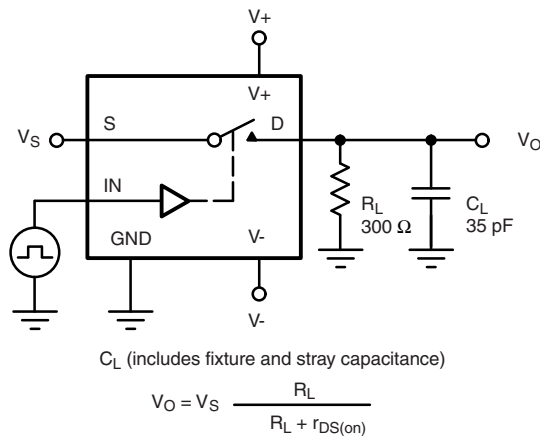 V+
V+
VS
S
D
VO
IN
RL
300 Ω
CL
35 pF
GND
V-
V-
CL (includes fixture and stray capacitance)
VO = VS RL
RL + rDS(on)